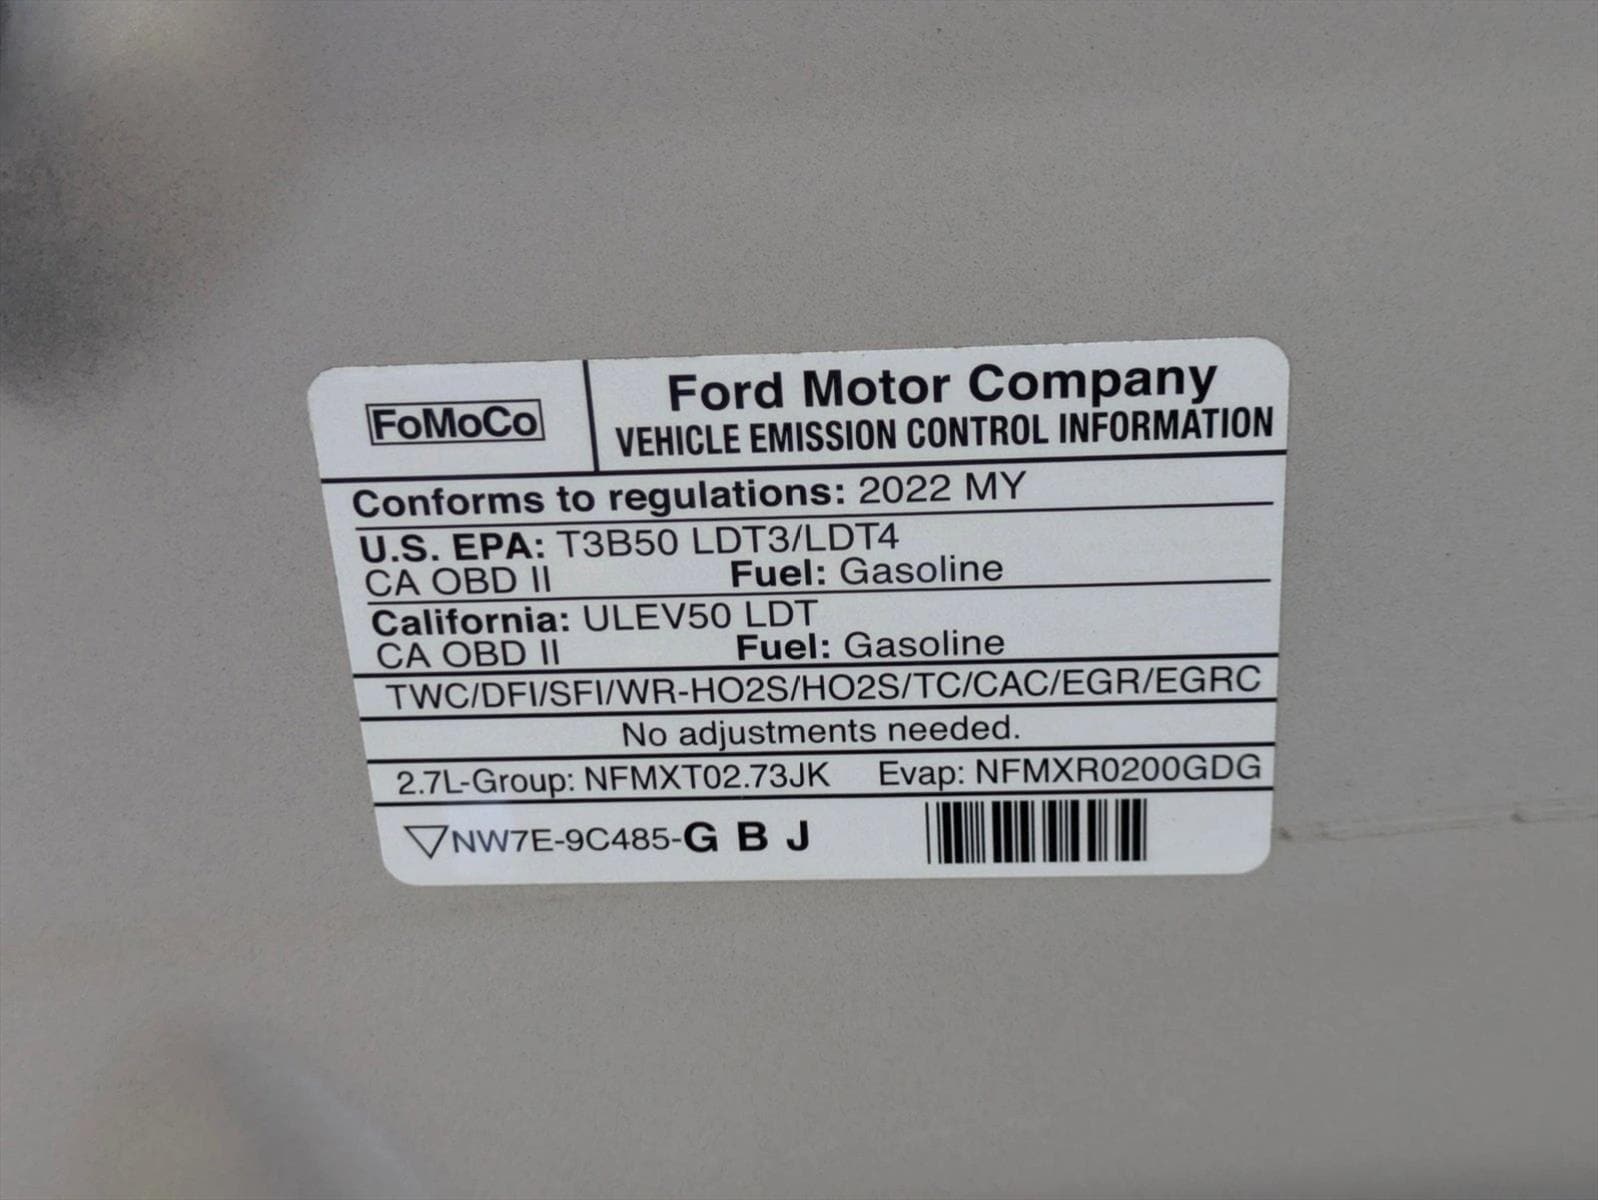 FoMoCo
Ford Motor Company
VEHICLE EMISSION CONTROL INFORMATION
Conforms to regulations: 2022 MY
U.S. EPA: T3B50 LDT3/LDT4
CA OBD II Fuel: Gasoline
California: ULEV50 LDT
CA OBD II Fuel: Gasoline
TWC/DFI/SFI/WR-HO2S/HO2S/TC/CAC/EGR/EGRC
No adjustments needed.
2.7L-Group: NFMXT02.73JK Evap: NFMXR0200GDG
▽NW7E-9C485-G B J